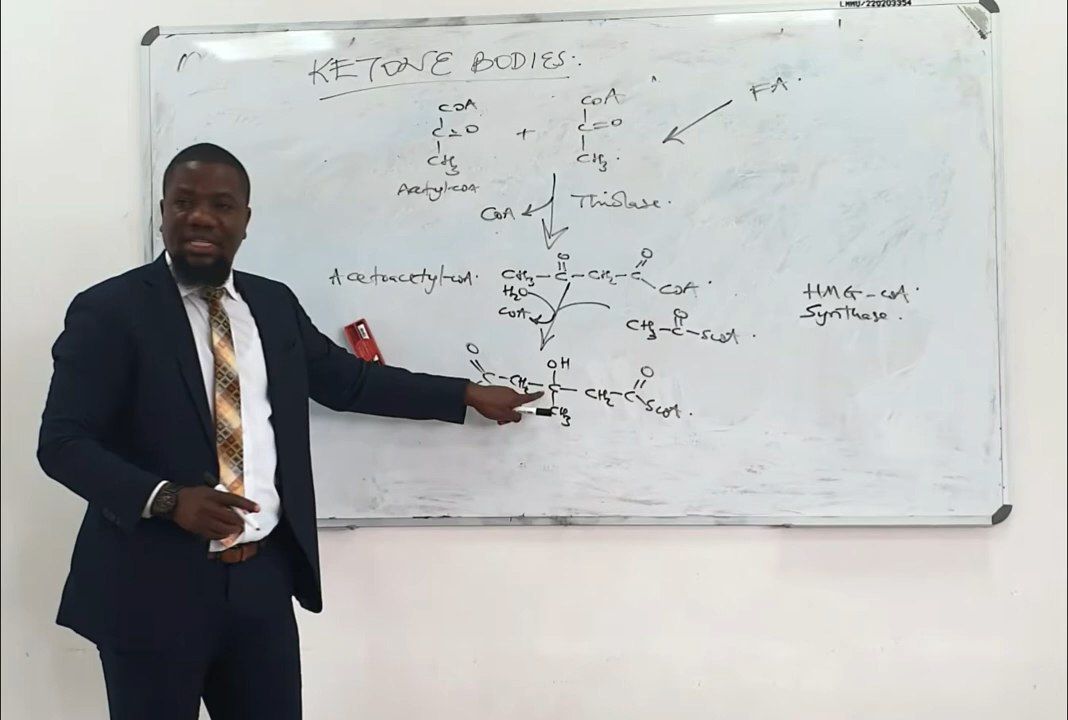 LMMU/220203354
KETONE BODIES:
FA.
COA COA
C=O + C=O
CH3 CH3.
Acetyl-COA
COA Thiolase.
O O
Acetoacetyl-COA. CH3-C-CH2-C
COA
H2O
COA
HMG-COA
Synthase.
O
CH3-C-SCOA.
O OH O
C-CH2-C-CH2-C
CH3 SCOA.